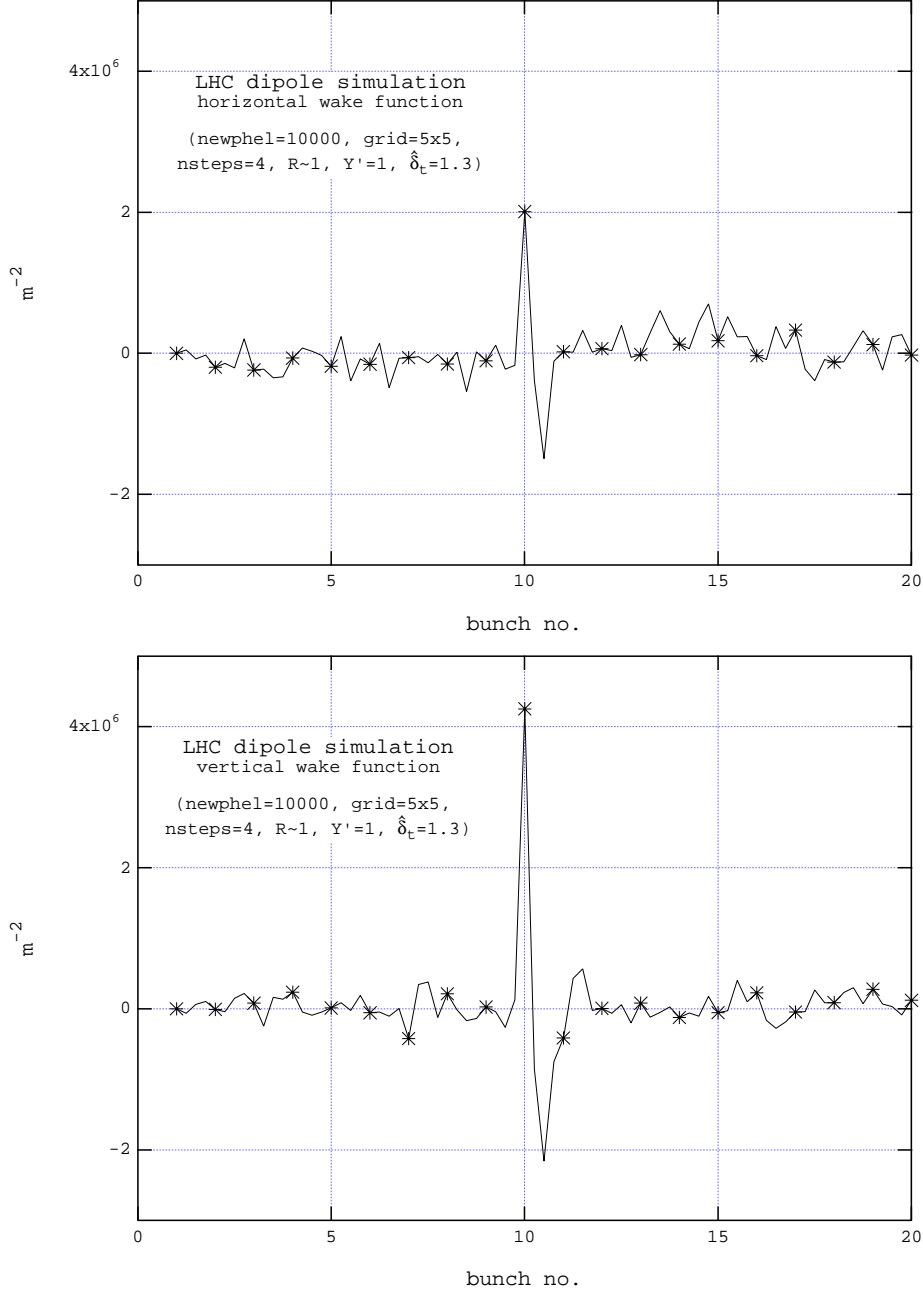 4x10⁶
LHC dipole simulation
horizontal wake function
(newphel=10000, grid=5x5,
nsteps=4, R~1, Y'=1, δ̂ₜ=1.3)
2
m⁻²
0
-2
0 5 10 15 20
bunch no.
4x10⁶
LHC dipole simulation
vertical wake function
(newphel=10000, grid=5x5,
nsteps=4, R~1, Y'=1, δ̂ₜ=1.3)
2
m⁻²
0
-2
0 5 10 15 20
bunch no.